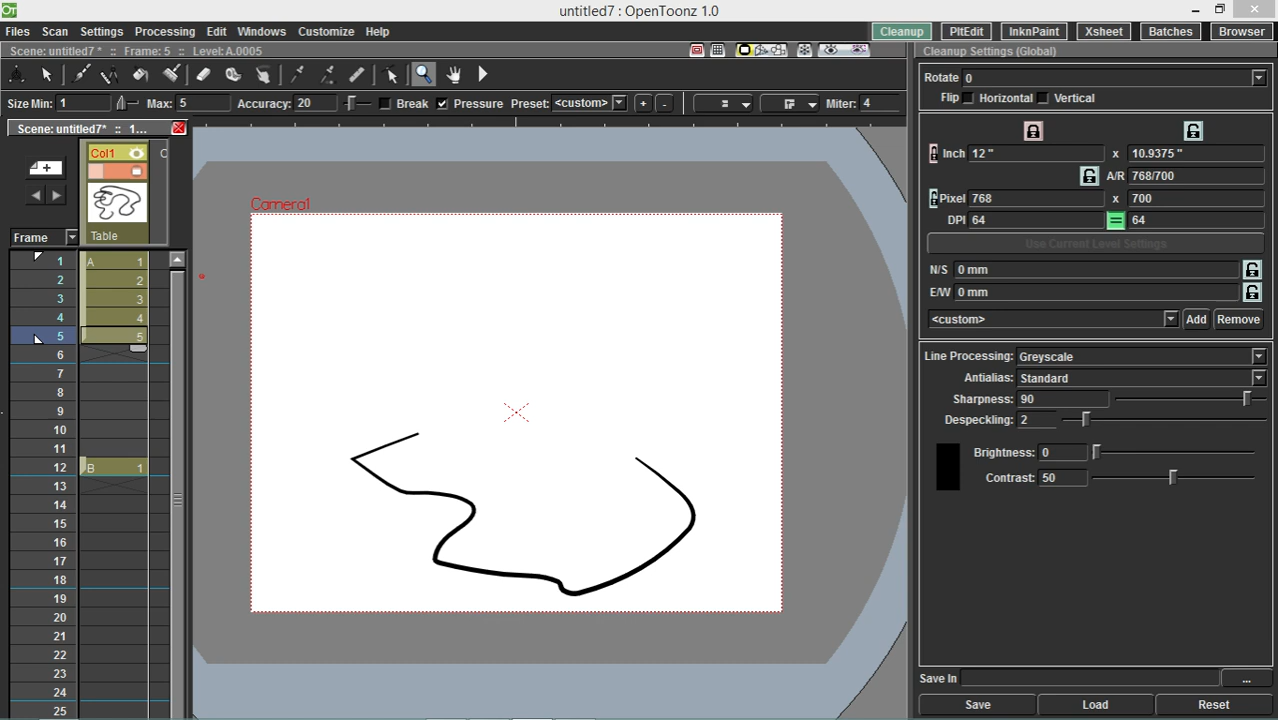 untitled7 : OpenToonz 1.0
Files Scan Settings Processing Edit Windows Customize Help
Cleanup PltEdit InknPaint Xsheet Batches Browser
Scene: untitled7 * :: Frame: 5 :: Level: A.0005
Cleanup Settings (Global)
Size Min: 1 Max: 5 Accuracy: 20 Break Pressure Preset: <custom> + - Miter: 4
Scene: untitled7* :: 1...
Col1
Table
Frame
1 A 1
2 2
3 3
4 4
5 5
6
7
8
9
10
11
12 B 1
13
14
15
16
17
18
19
20
21
22
23
24
25
Camera1
Rotate 0
Flip Horizontal Vertical
Inch 12 " x 10.9375 "
A/R 768/700
Pixel 768 x 700
DPI 64 = 64
Use Current Level Settings
N/S 0 mm
E/W 0 mm
<custom> Add Remove
Line Processing: Greyscale
Antialias: Standard
Sharpness: 90
Despeckling: 2
Brightness: 0
Contrast: 50
Save In ...
Save Load Reset